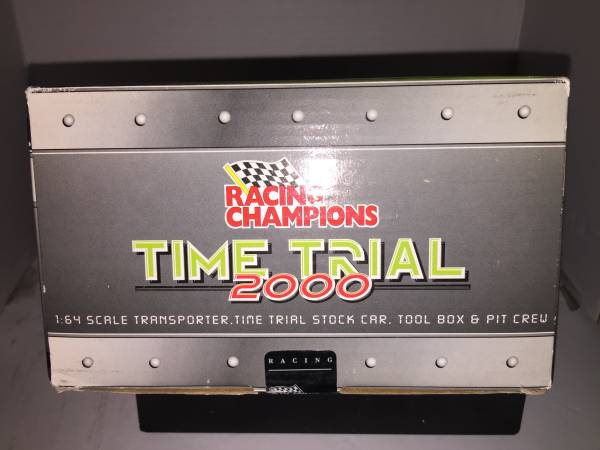 RACING
CHAMPIONS
TIME TRIAL
2000
1:64 SCALE TRANSPORTER, TIME TRIAL STOCK CAR, TOOL BOX & PIT CREW
RACING